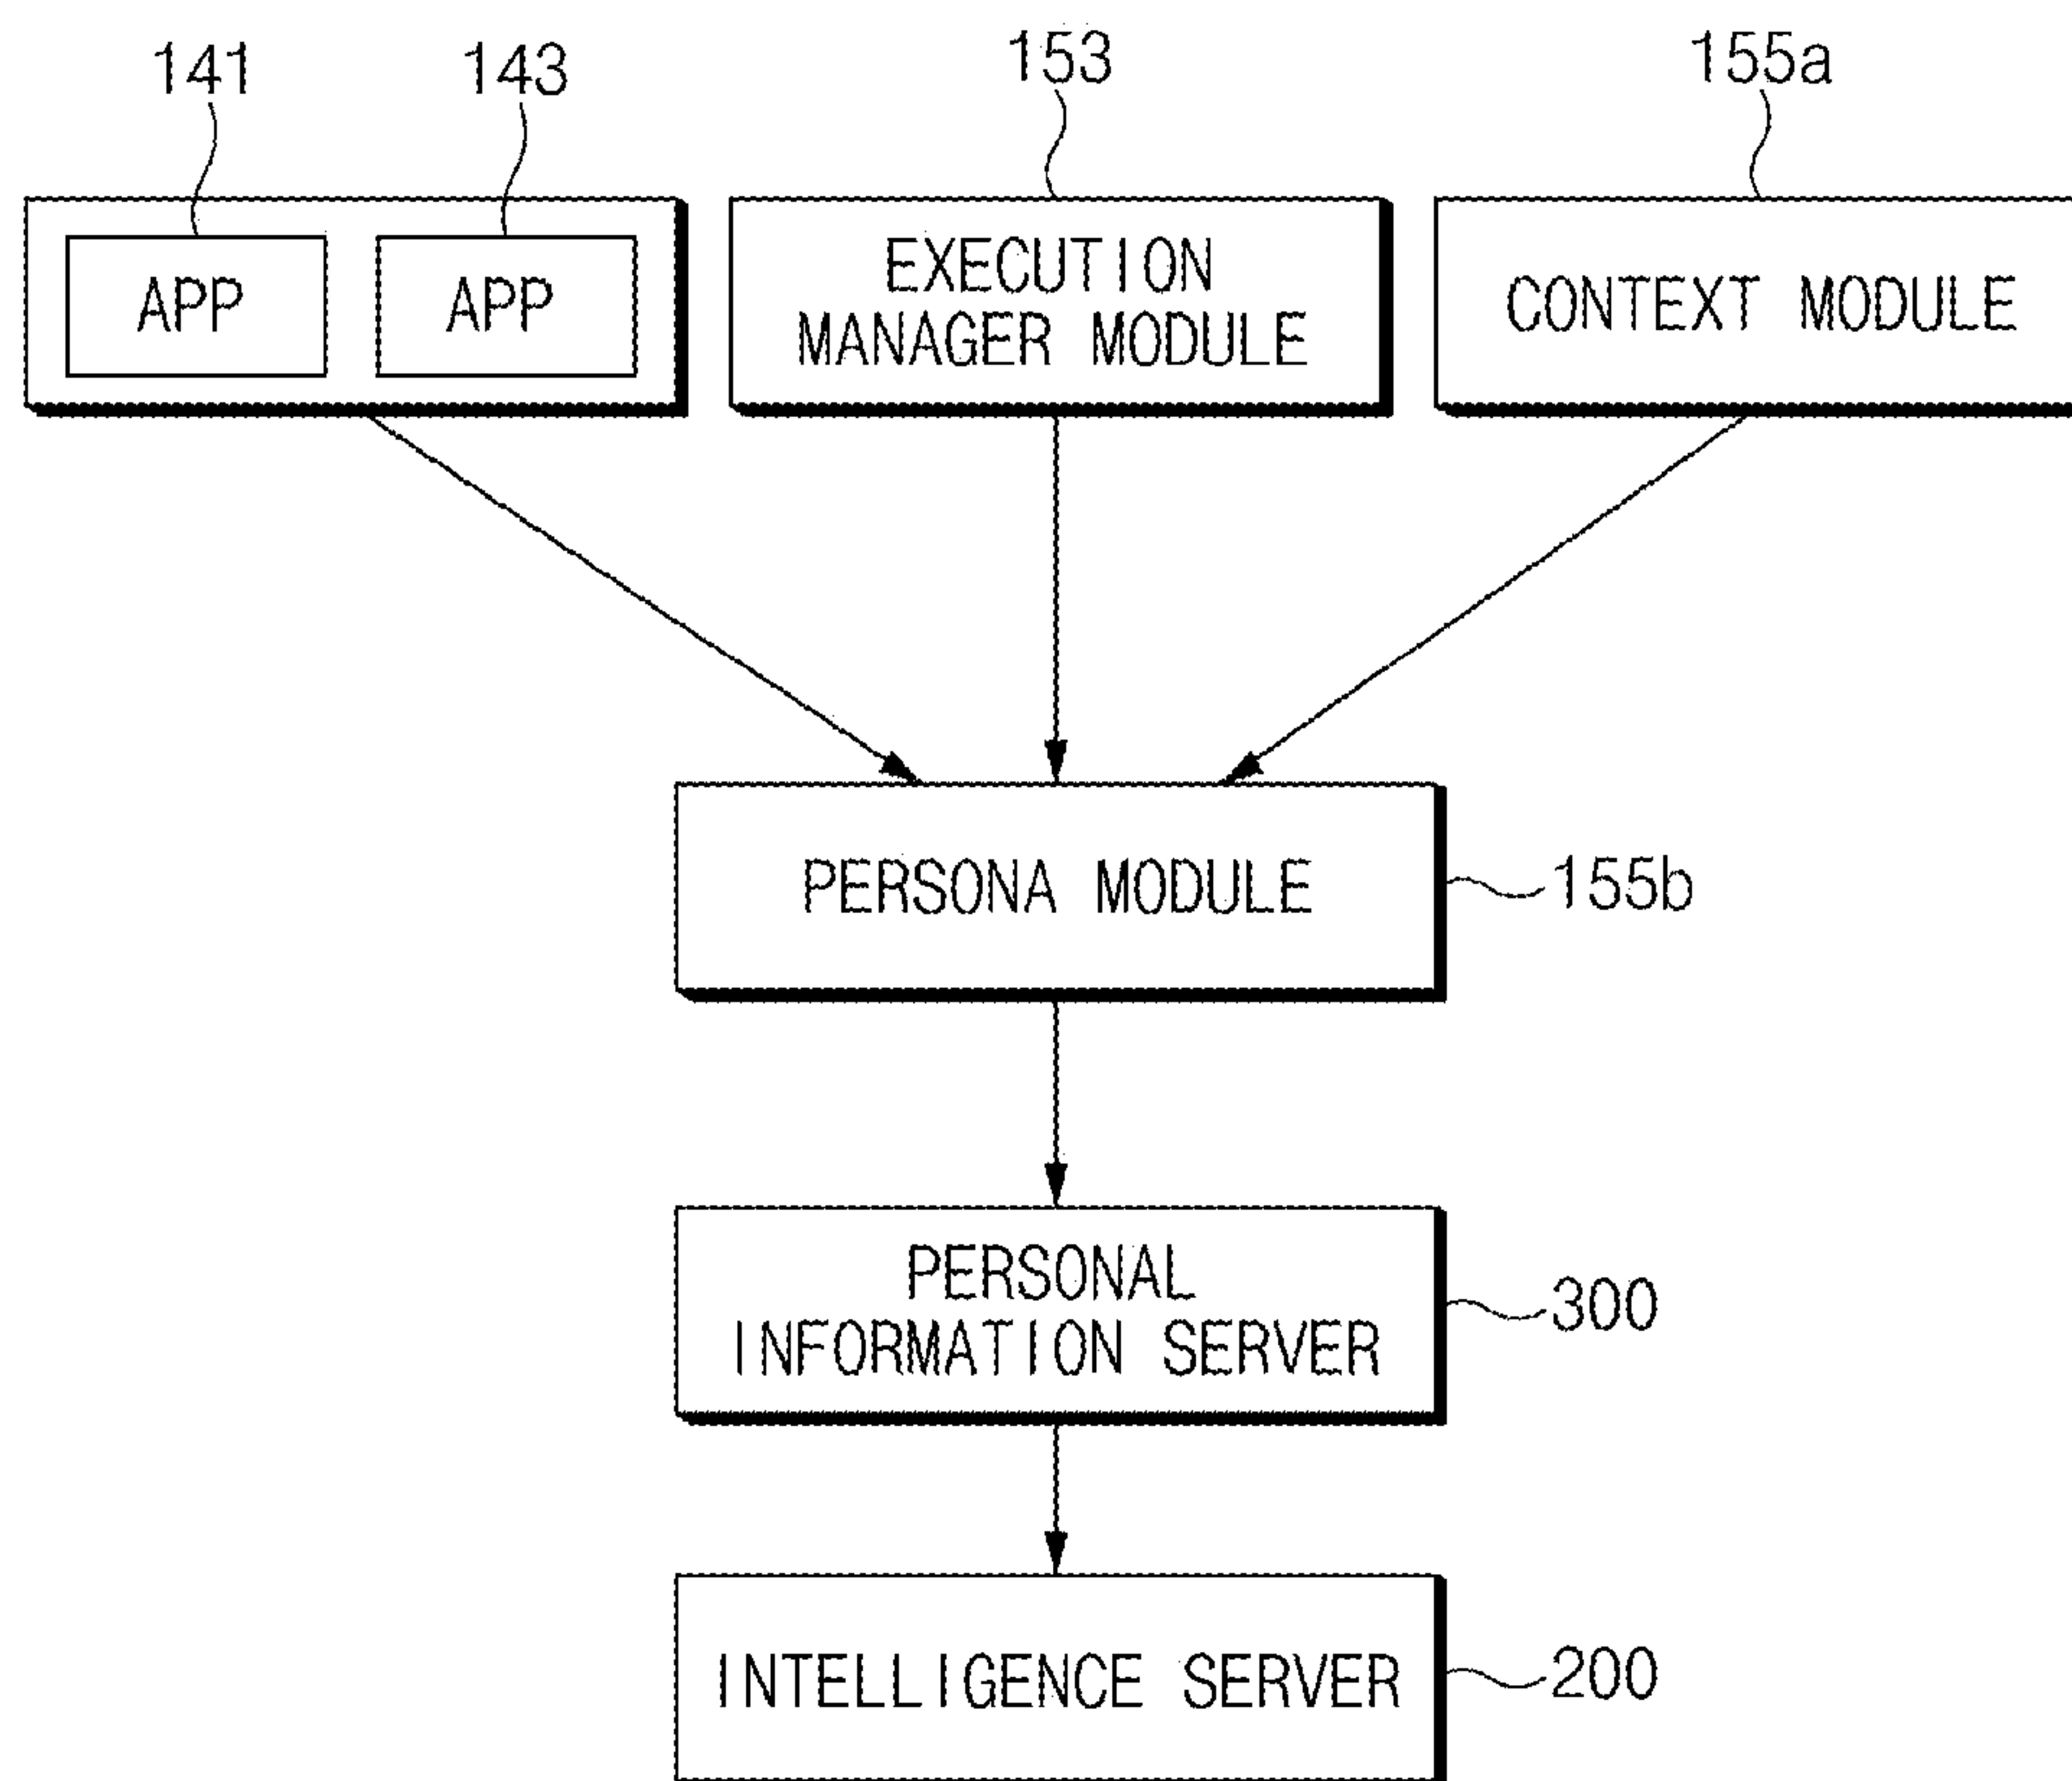 141
143
153
155a
APP
APP
EXECUTION
MANAGER MODULE
CONTEXT MODULE
PERSONA MODULE
155b
PERSONAL
INFORMATION SERVER
300
INTELLIGENCE SERVER
200